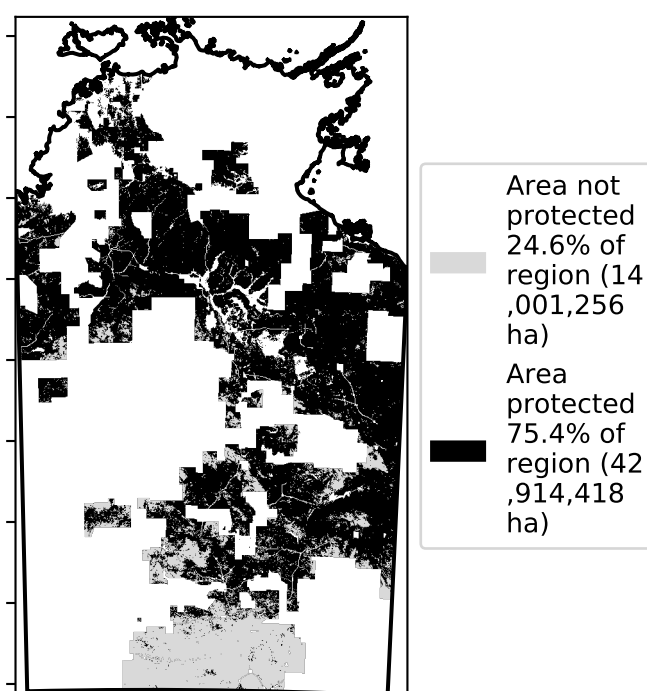 Area not
protected
24.6% of
region (14
,001,256
ha)
Area
protected
75.4% of
region (42
,914,418
ha)